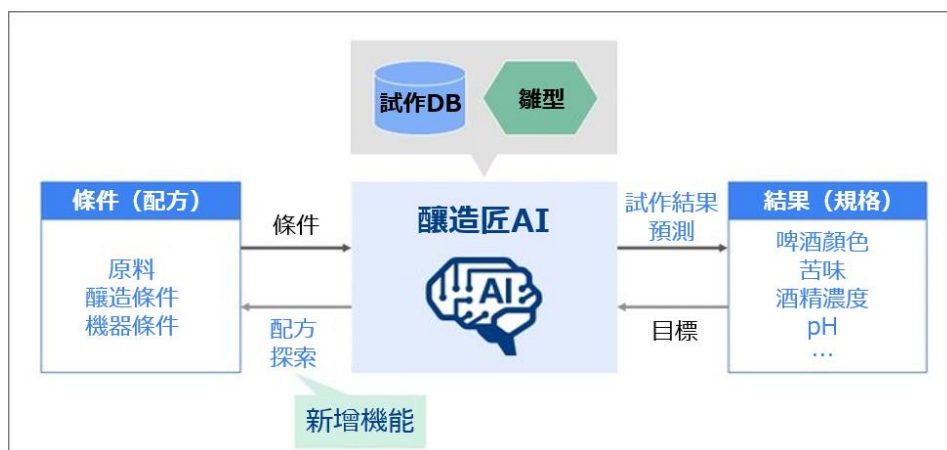 試作DB
雛型
條件（配方）
原料
釀造條件
機器條件
條件
配方
探索
新增機能
釀造匠AI
AI
試作結果
預測
目標
結果（規格）
啤酒顏色
苦味
酒精濃度
pH
…